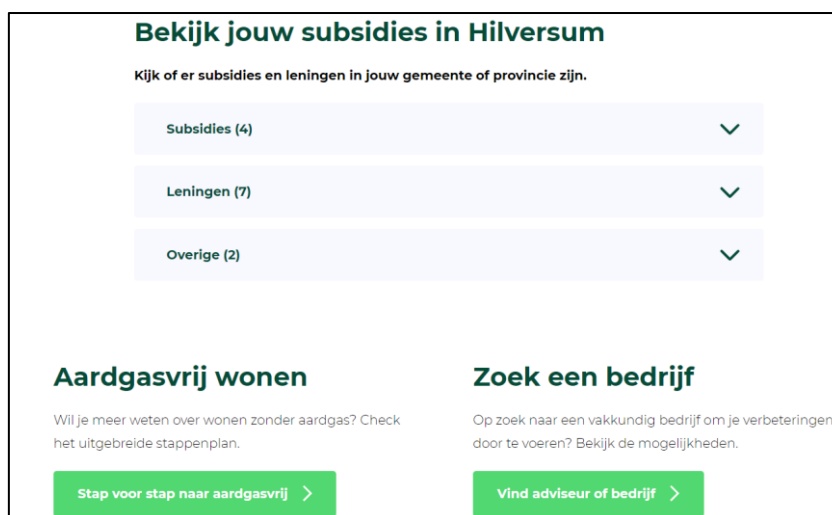 Bekijk jouw subsidies in Hilversum
Kijk of er subsidies en leningen in jouw gemeente of provincie zijn.
Subsidies (4)
Leningen (7)
Overige (2)
Aardgasvrij wonen
Wil je meer weten over wonen zonder aardgas? Check
het uitgebreide stappenplan.
Stap voor stap naar aardgasvrij
Zoek een bedrijf
Op zoek naar een vakkundig bedrijf om je verbeteringen
door te voeren? Bekijk de mogelijkheden.
Vind adviseur of bedrijf